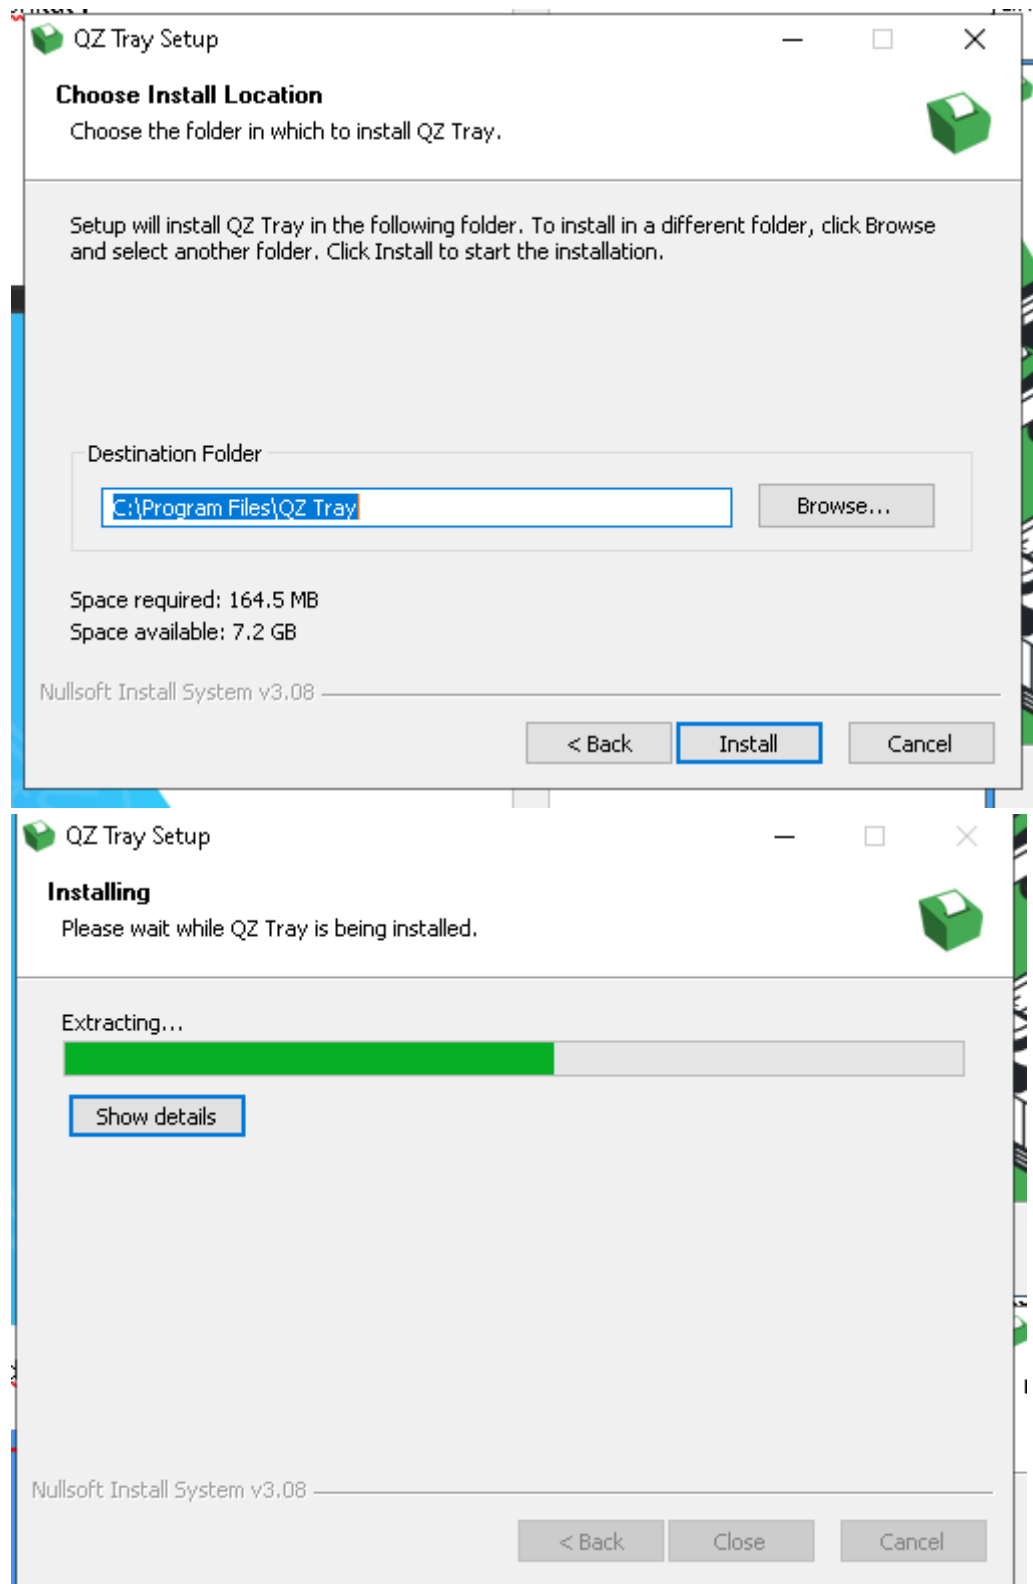 QZ Tray Setup
Choose Install Location
Choose the folder in which to install QZ Tray.
Setup will install QZ Tray in the following folder. To install in a different folder, click Browse
and select another folder. Click Install to start the installation.
Destination Folder
C:\Program Files\QZ Tray
Browse...
Space required: 164.5 MB
Space available: 7.2 GB
Nullsoft Install System v3.08
< Back
Install
Cancel
QZ Tray Setup
Installing
Please wait while QZ Tray is being installed.
Extracting...
Show details
Nullsoft Install System v3.08
< Back
Close
Cancel